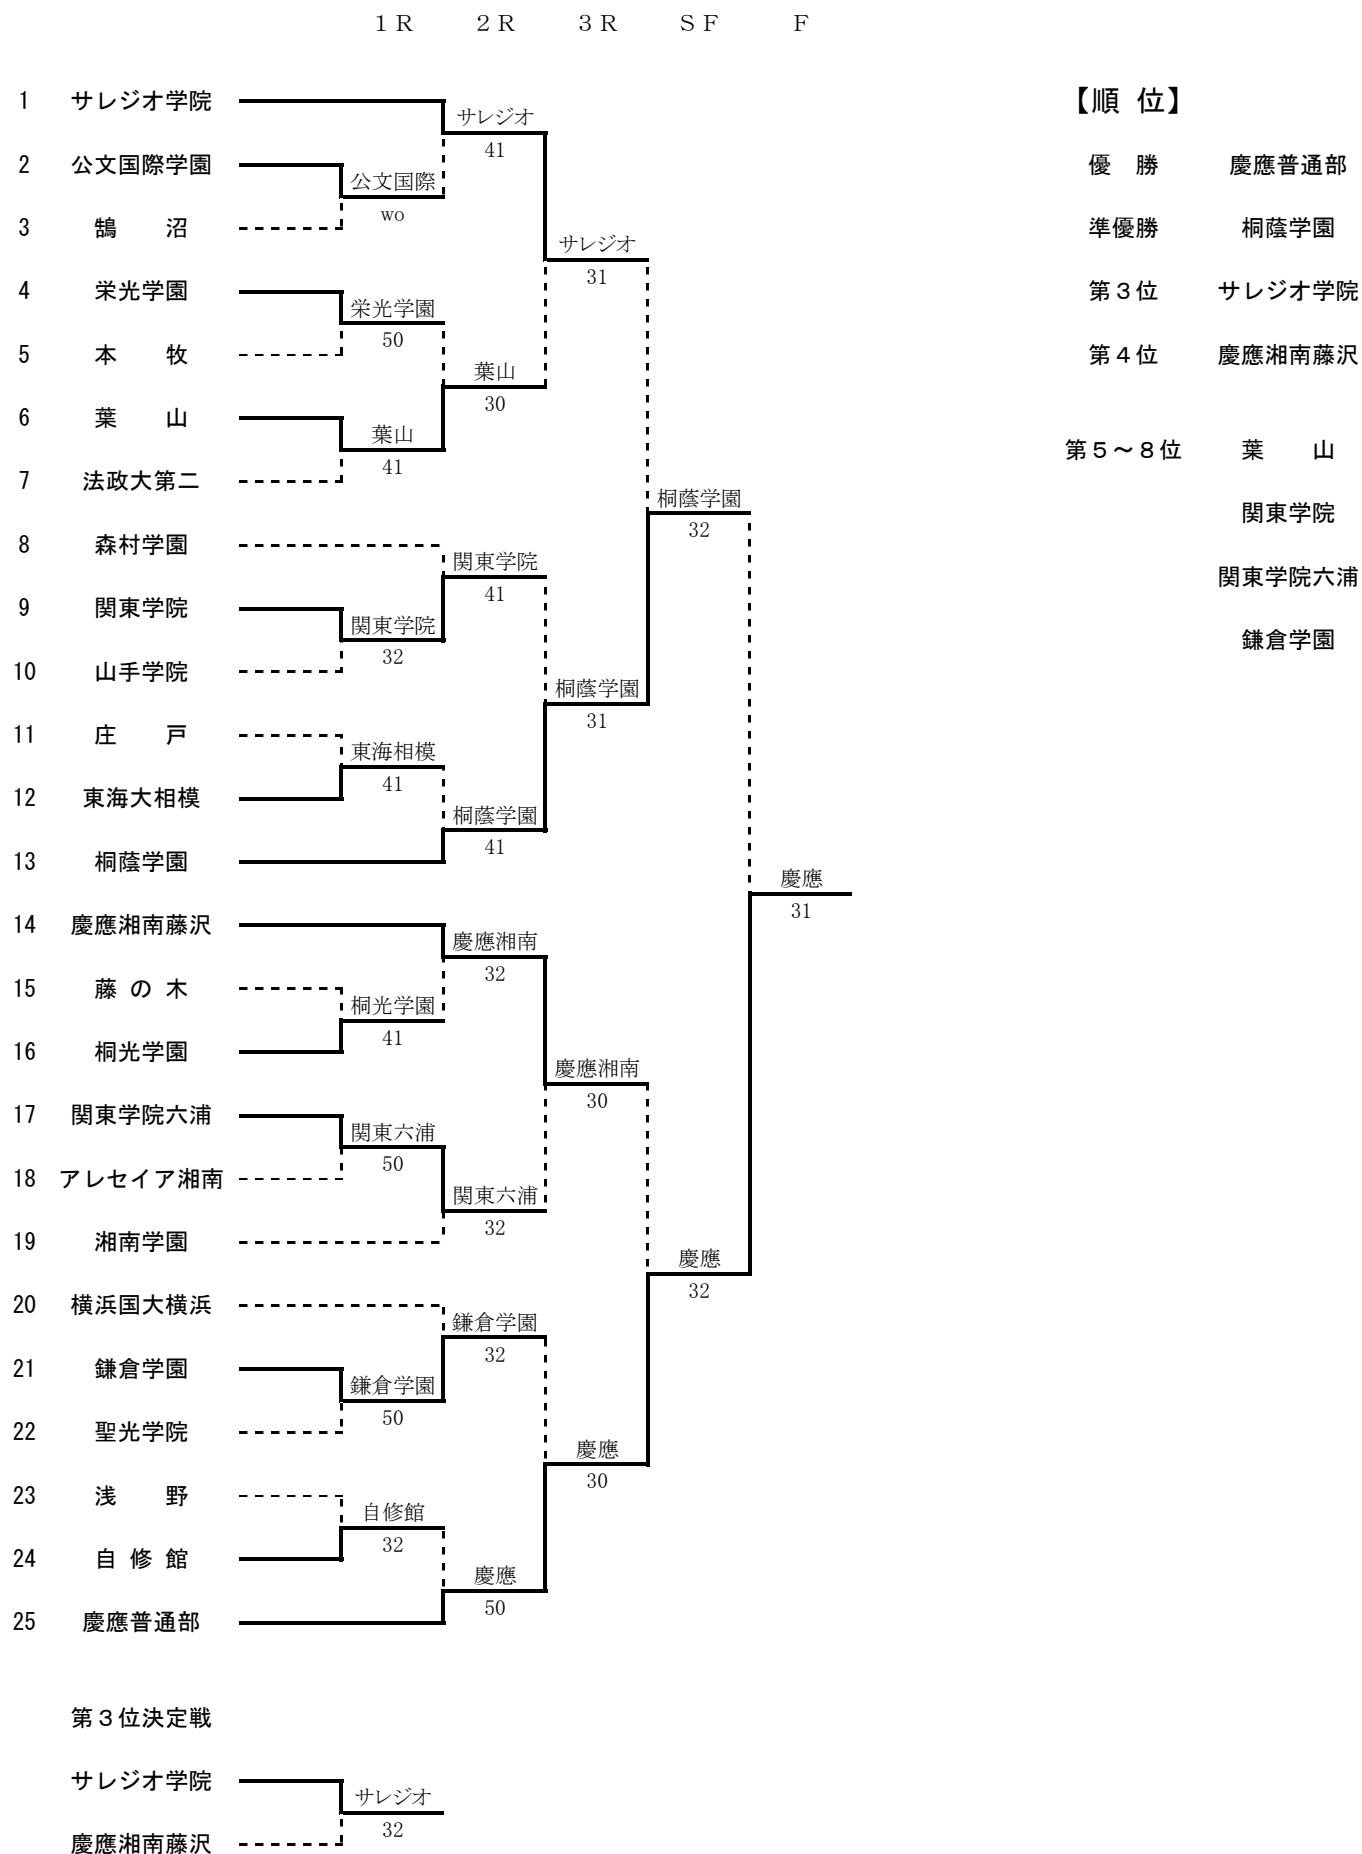 １Ｒ ２Ｒ ３Ｒ ＳＦ Ｆ
【順 位】
1 サレジオ学院
サレジオ
41
2 公文国際学園
優 勝 慶應普通部
公文国際
wo
3 鵠 沼
準優勝 桐蔭学園
サレジオ
31
4 栄光学園
第３位 サレジオ学院
栄光学園
50
5 本 牧
第４位 慶應湘南藤沢
葉山
30
6 葉 山
葉山
41
第５～８位 葉 山
7 法政大第二
桐蔭学園
32
関東学院
8 森村学園
関東学院
41
関東学院六浦
9 関東学院
関東学院
32
鎌倉学園
10 山手学院
桐蔭学園
31
11 庄 戸
東海相模
41
12 東海大相模
桐蔭学園
41
13 桐蔭学園
慶應
31
14 慶應湘南藤沢
慶應湘南
32
15 藤 の 木
桐光学園
41
16 桐光学園
慶應湘南
30
17 関東学院六浦
関東六浦
50
18 アレセイア湘南
関東六浦
32
19 湘南学園
慶應
32
20 横浜国大横浜
鎌倉学園
32
21 鎌倉学園
鎌倉学園
50
22 聖光学院
慶應
30
23 浅 野
自修館
32
24 自 修 館
慶應
50
25 慶應普通部
第３位決定戦
サレジオ学院
サレジオ
32
慶應湘南藤沢